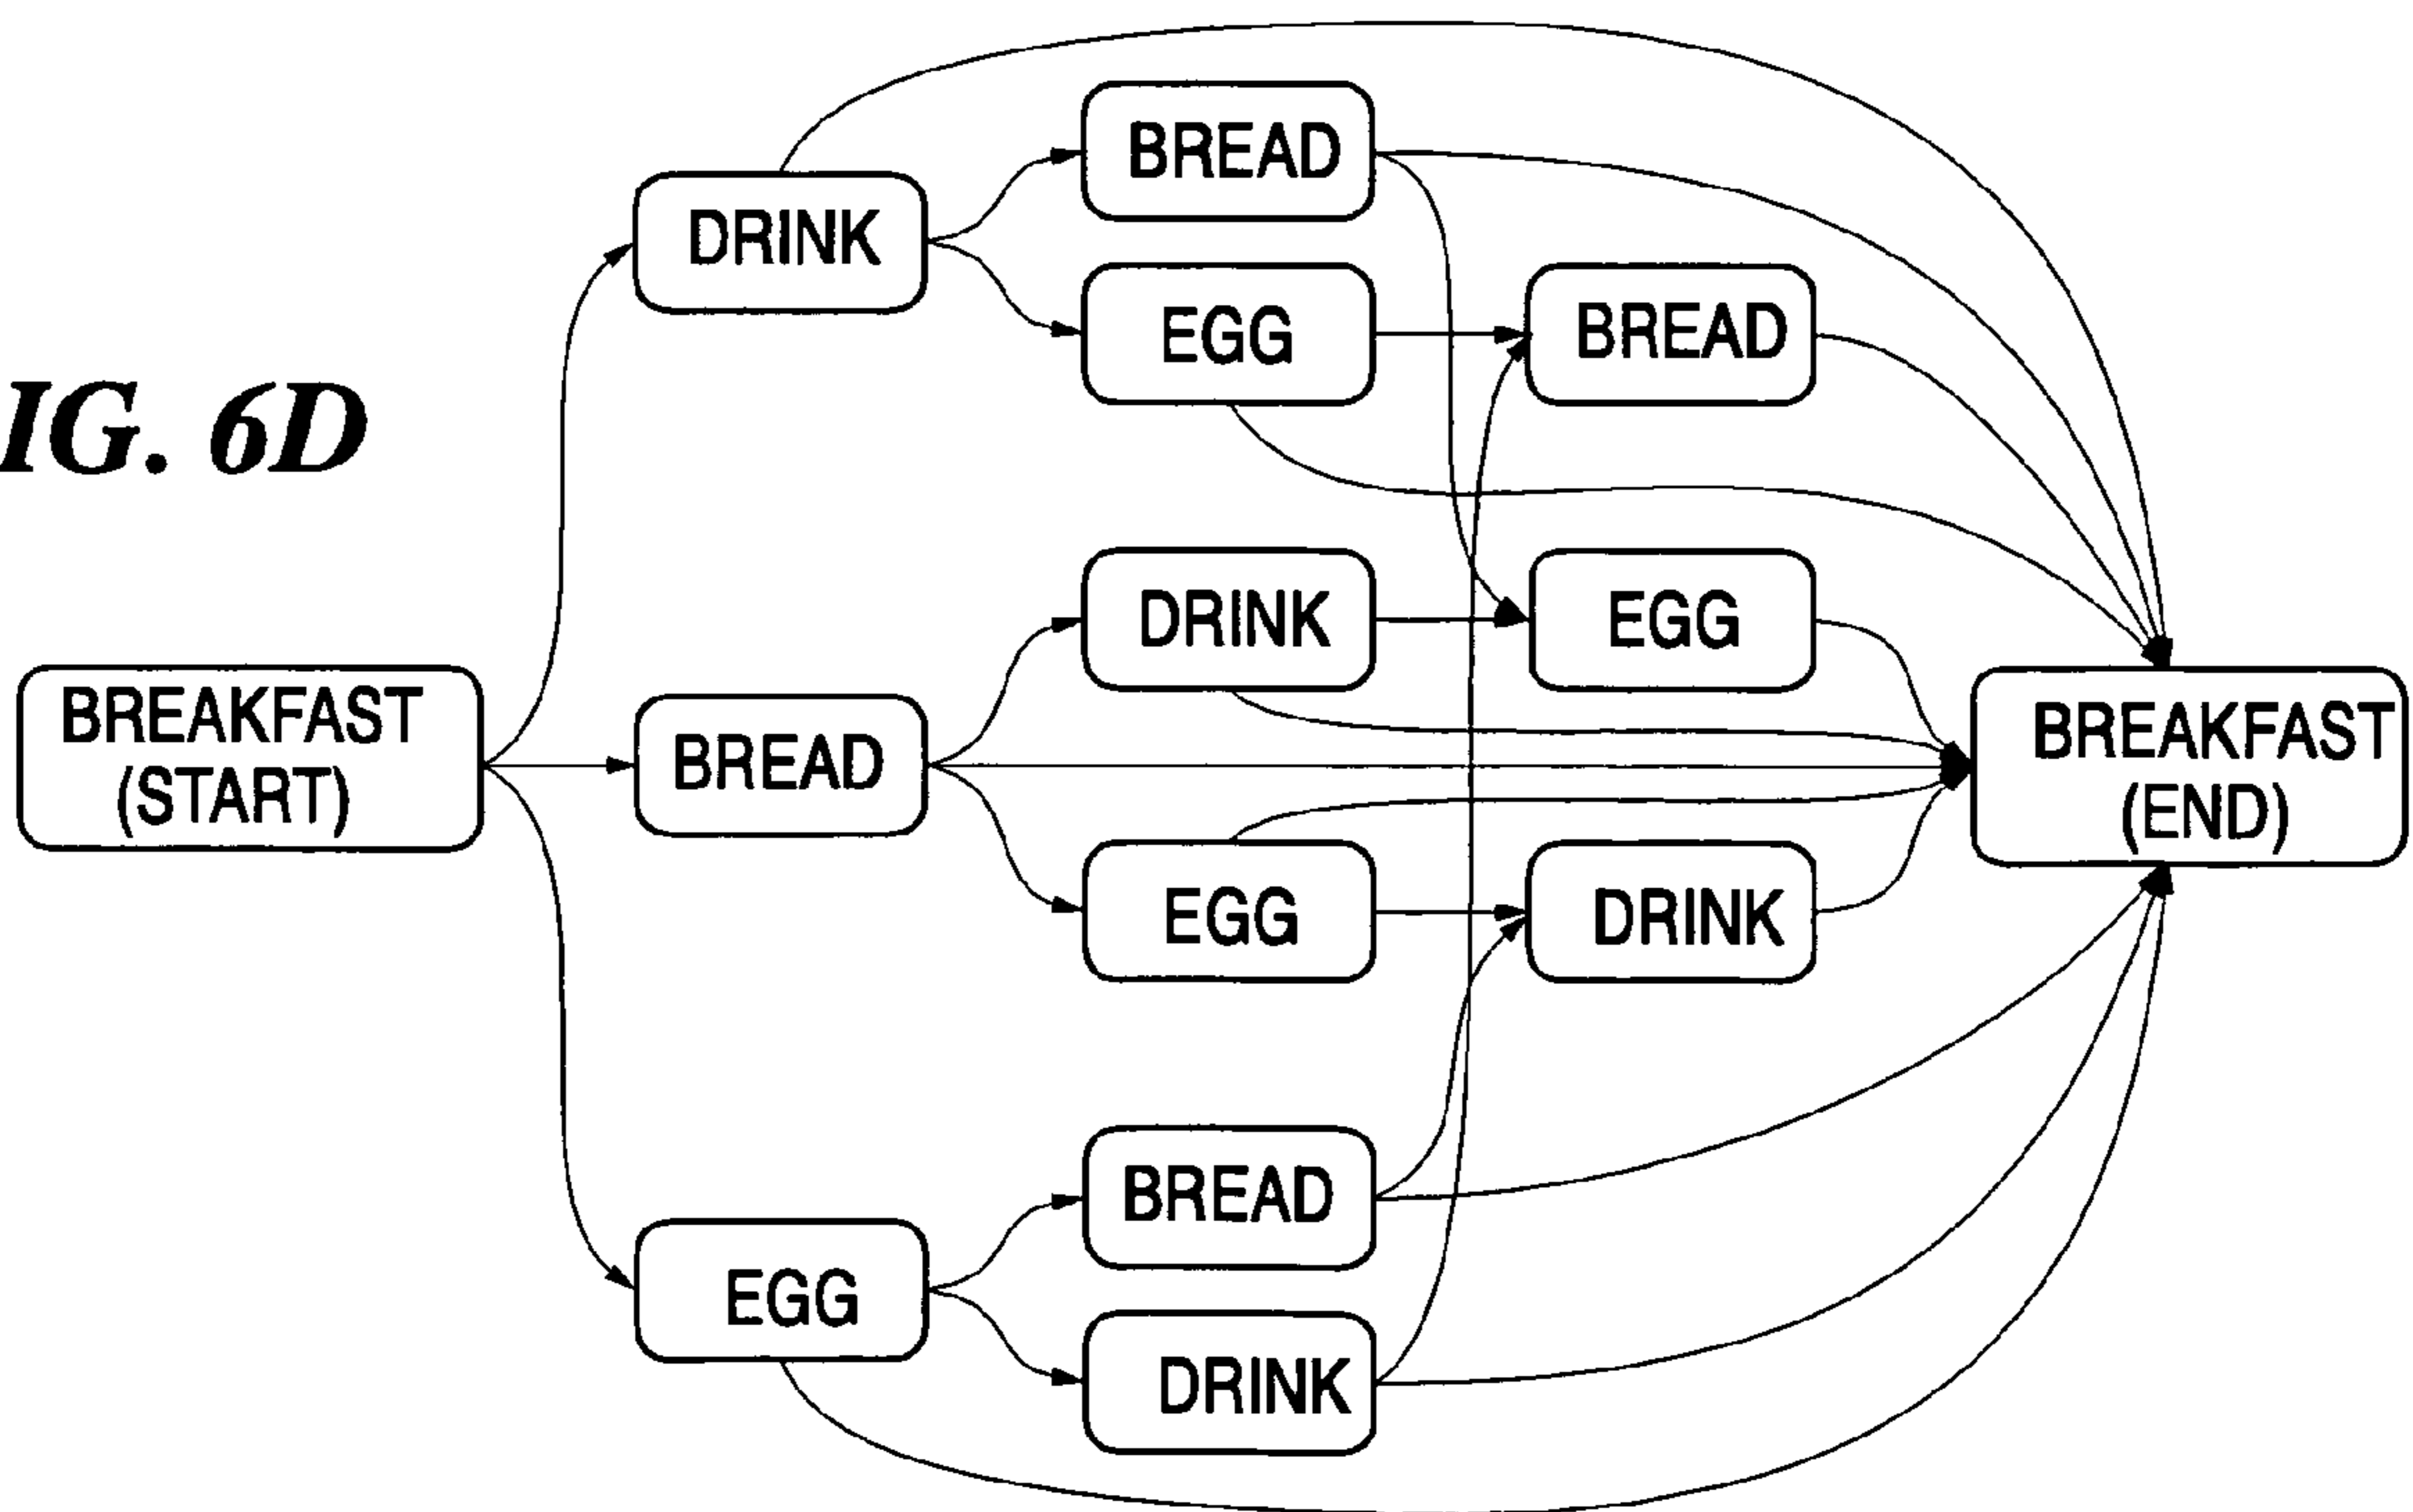 BREAD
DRINK
EGG
BREAD
IG. 6D
DRINK
EGG
BREAKFAST
(START)
BREAD
BREAKFAST
(END)
EGG
DRINK
BREAD
EGG
DRINK